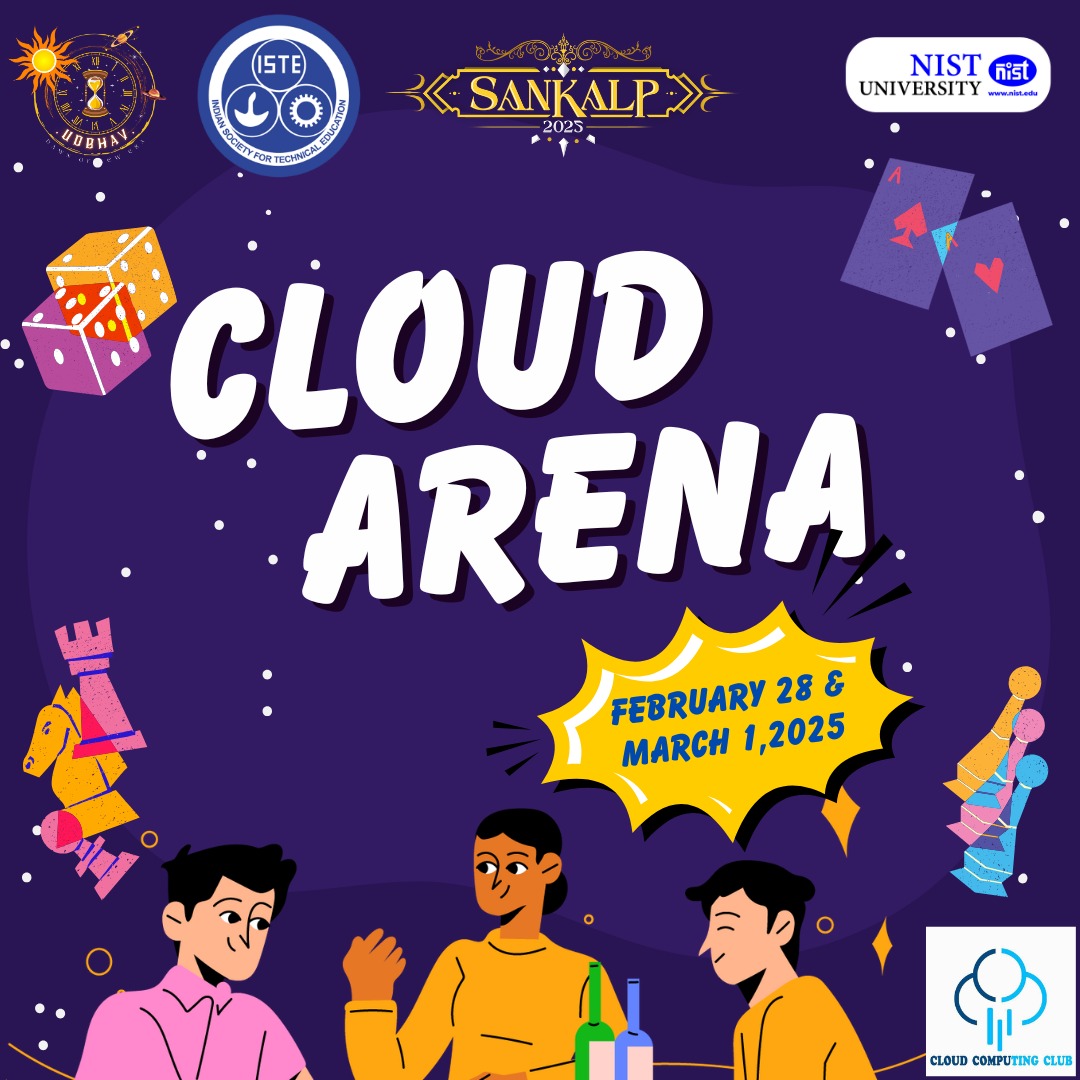 UDBHAV
ISTE
INDIAN SOCIETY FOR TECHNICAL EDUCATION
SANKALP
2025
NIST
UNIVERSITY
nist
www.nist.edu
A
A
CLOUD
ARENA
FEBRUARY 28 &
MARCH 1,2025
CLOUD COMPUTING CLUB